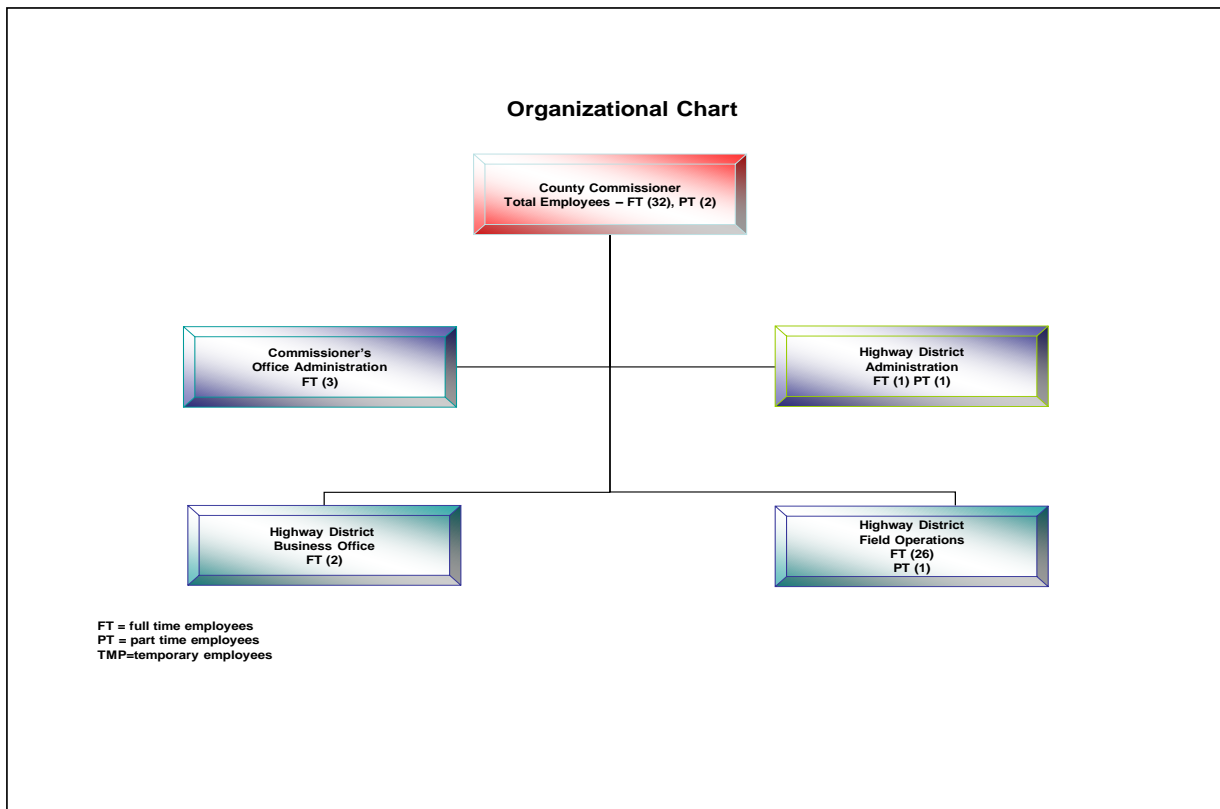 Organizational Chart
County Commissioner
Total Employees – FT (32), PT (2)
Commissioner's
Office Administration
FT (3)
Highway District
Administration
FT (1) PT (1)
Highway District
Business Office
FT (2)
Highway District
Field Operations
FT (26)
PT (1)
FT = full time employees
PT = part time employees
TMP=temporary employees